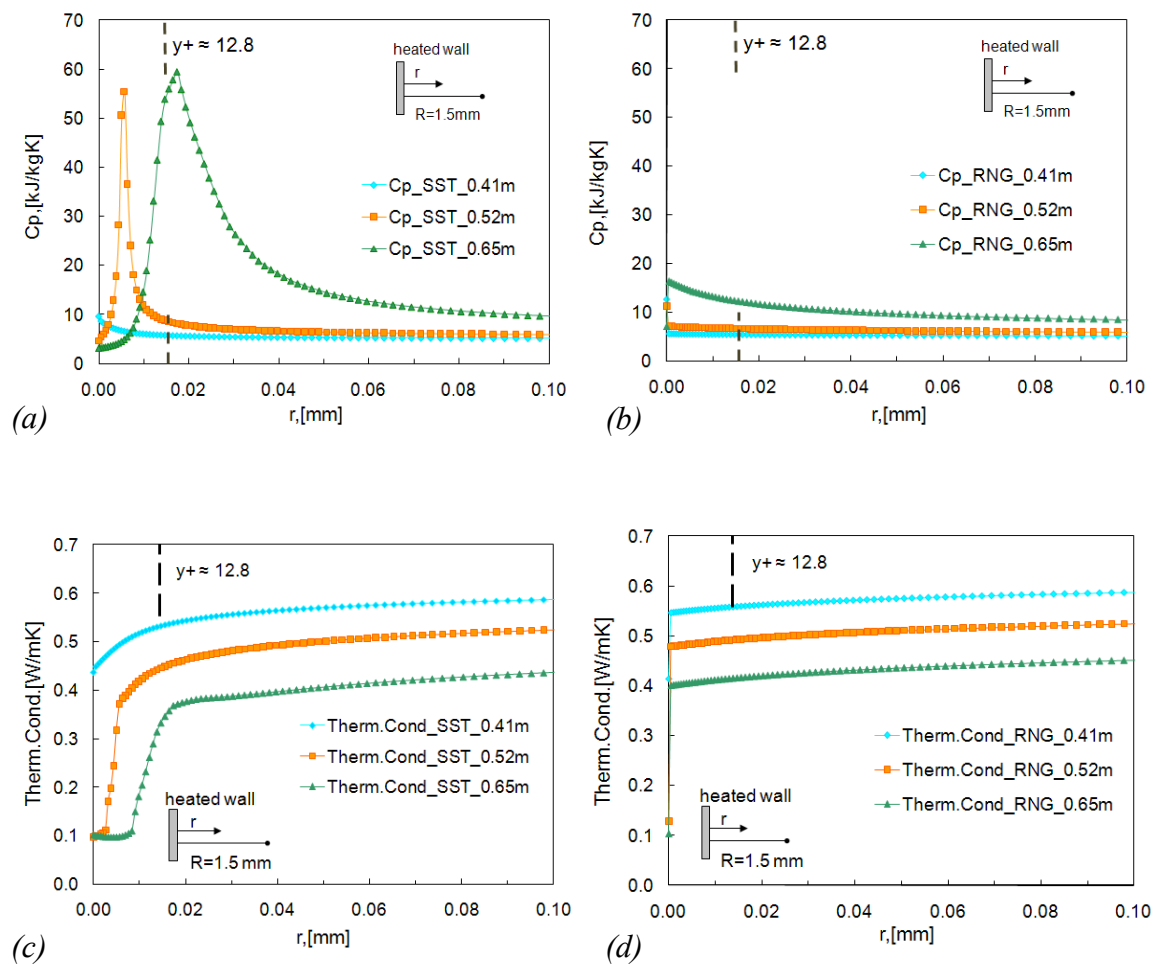 70
60
50
40
30
20
10
0
Cp,[kJ/kgK]
y+ ≈ 12.8
heated wall
r
R=1.5mm
Cp_SST_0.41m
Cp_SST_0.52m
Cp_SST_0.65m
0.00 0.02 0.04 0.06 0.08 0.10
r,[mm]
(a)
70
60
50
40
30
20
10
0
Cp,[kJ/kgK]
y+ ≈ 12.8
heated wall
r
R=1.5mm
Cp_RNG_0.41m
Cp_RNG_0.52m
Cp_RNG_0.65m
0.00 0.02 0.04 0.06 0.08 0.10
r,[mm]
(b)
0.7
0.6
0.5
0.4
0.3
0.2
0.1
0.0
Therm.Cond.[W/mK]
y+ ≈ 12.8
Therm.Cond_SST_0.41m
Therm.Cond_SST_0.52m
Therm.Cond_SST_0.65m
heated wall
r
R=1.5 mm
0.00 0.02 0.04 0.06 0.08 0.10
r,[mm]
(c)
0.7
0.6
0.5
0.4
0.3
0.2
0.1
0.0
Therm.Cond.[W/mK]
y+ ≈ 12.8
Therm.Cond_RNG_0.41m
Therm.Cond_RNG_0.52m
Therm.Cond_RNG_0.65m
heated wall
r
R=1.5 mm
0.00 0.02 0.04 0.06 0.08 0.10
r,[mm]
(d)